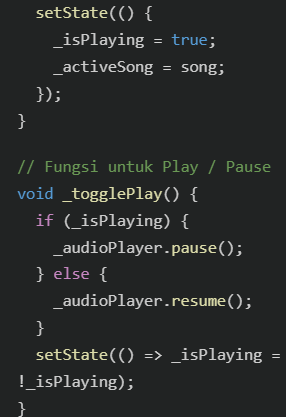 setState(() {
_isPlaying = true;
_activeSong = song;
});
}
// Fungsi untuk Play / Pause
void _togglePlay() {
if (_isPlaying) {
_audioPlayer.pause();
} else {
_audioPlayer.resume();
}
setState(() => _isPlaying =
!_isPlaying);
}